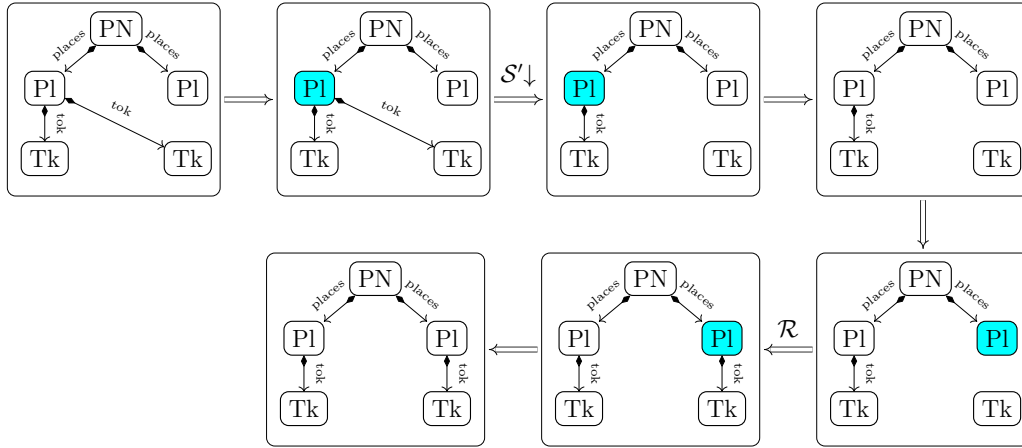 PN PN PN PN
places places places places places places places places
Pl Pl Pl Pl S′↓ Pl Pl Pl Pl
tok tok tok tok tok tok
Tk Tk Tk Tk Tk Tk Tk Tk
PN PN PN
places places places places places places
Pl Pl Pl Pl R Pl Pl
tok tok tok tok tok
Tk Tk Tk Tk Tk Tk